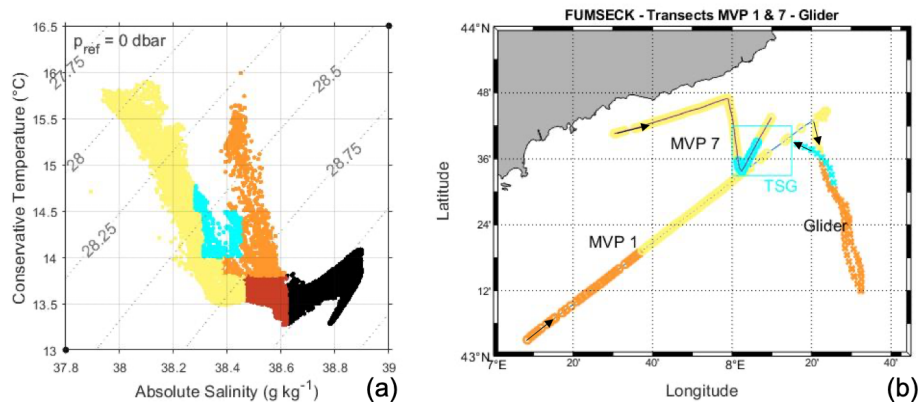 16.5
16
15.5
15
14.5
14
13.5
13
37.8
38
38.2
38.4
38.6
38.8
39
Conservative Temperature (°C)
Absolute Salinity (g kg⁻¹)
p_ref = 0 dbar
27.75
28
28.25
28.5
28.75
(a)
FUMSECK - Transects MVP 1 & 7 - Glider
44°N
48'
36'
24'
12'
43°N
7°E
20'
40'
8°E
20'
40'
Latitude
Longitude
MVP 7
TSG
MVP 1
Glider
(b)